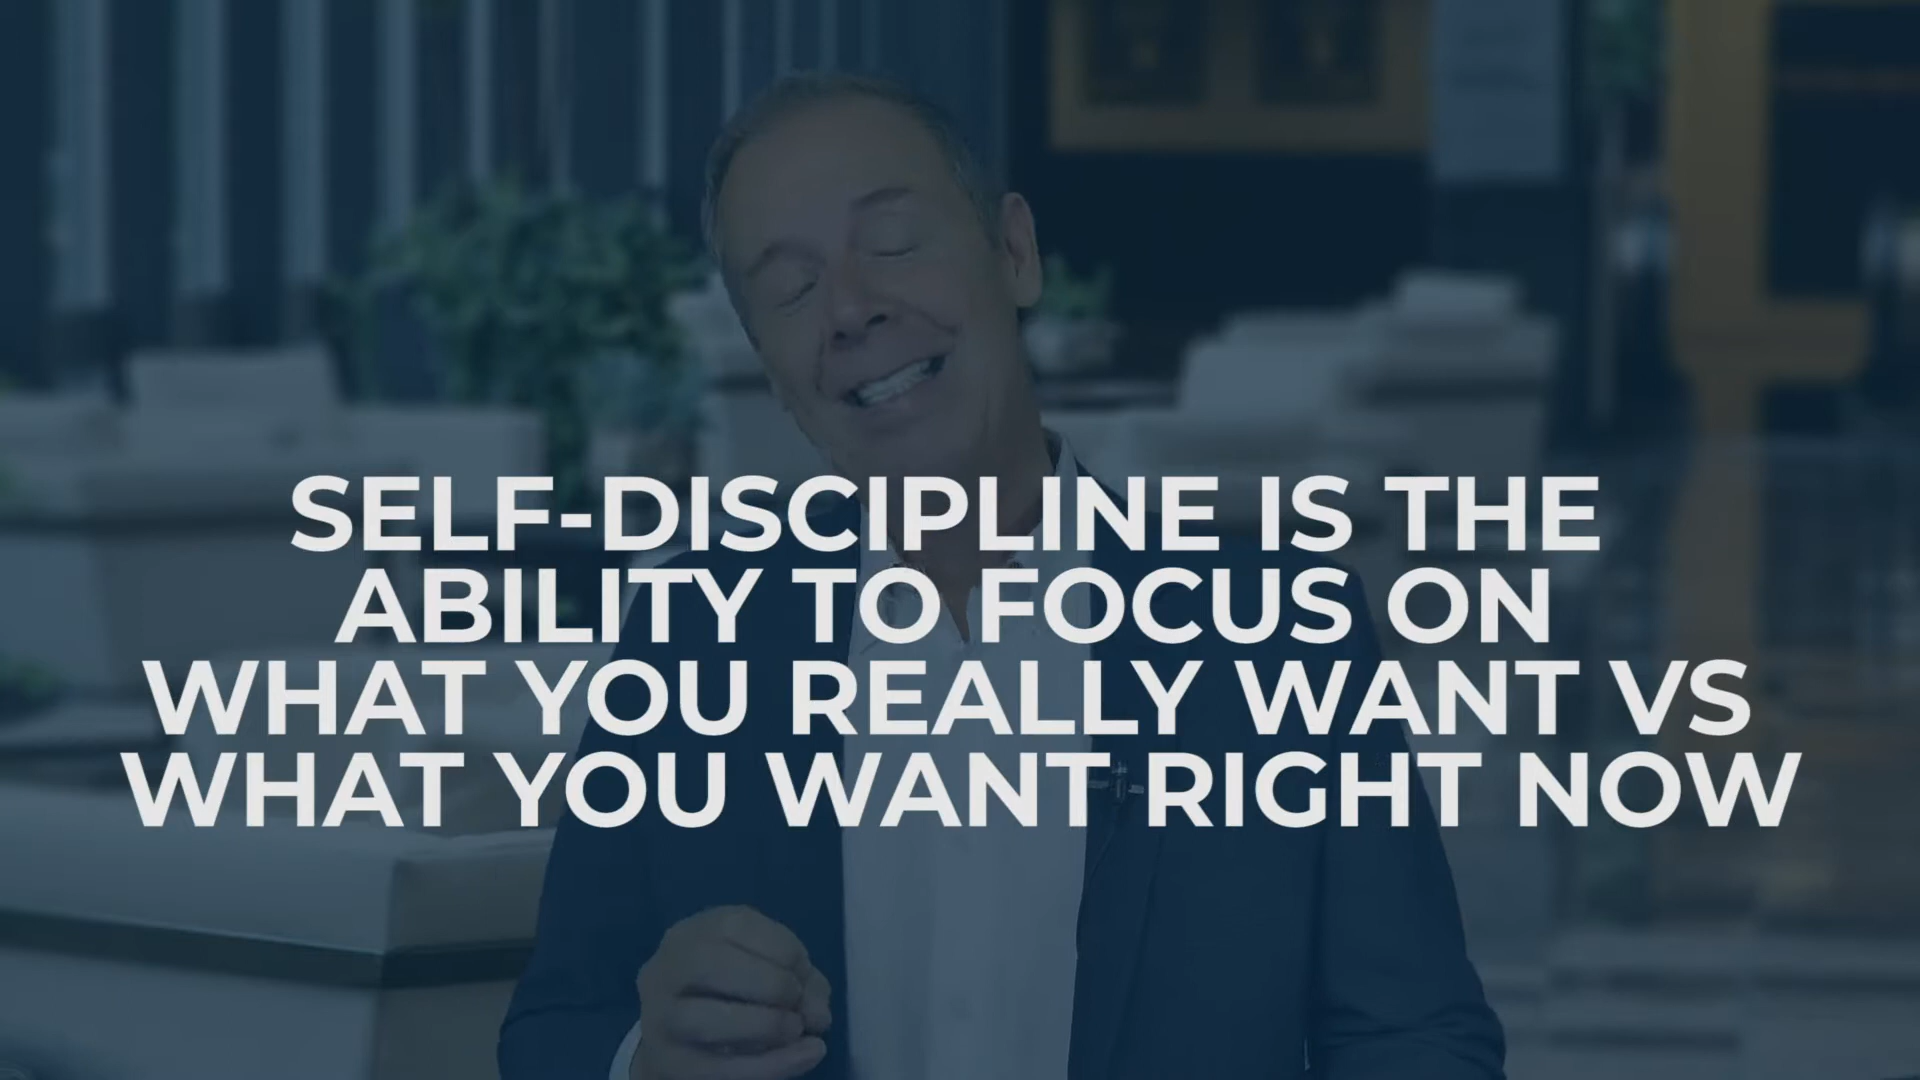 SELF-DISCIPLINE IS THE
ABILITY TO FOCUS ON
WHAT YOU REALLY WANT VS
WHAT YOU WANT RIGHT NOW